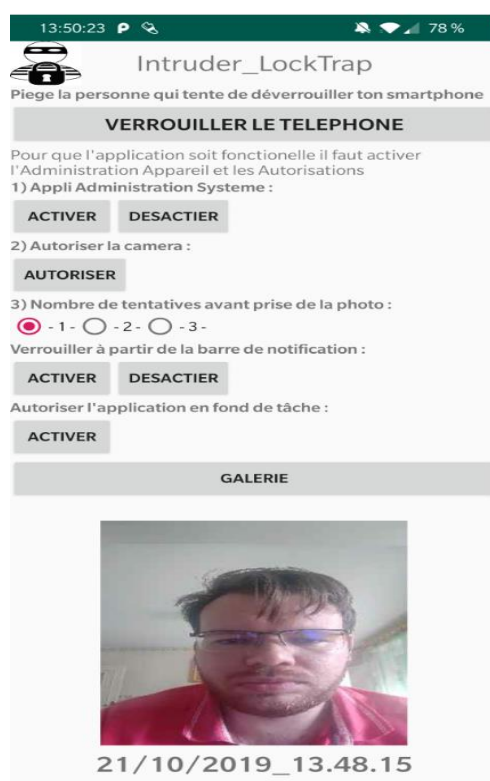 13:50:23 78 %
Intruder_LockTrap
Piege la personne qui tente de déverrouiller ton smartphone
VERROUILLER LE TELEPHONE
Pour que l'application soit fonctionelle il faut activer
l'Administration Appareil et les Autorisations
1) Appli Administration Systeme :
ACTIVER DESACTIER
2) Autoriser la camera :
AUTORISER
3) Nombre de tentatives avant prise de la photo :
- 1 - - 2 - - 3 -
Verrouiller à partir de la barre de notification :
ACTIVER DESACTIER
Autoriser l'application en fond de tâche :
ACTIVER
GALERIE
21/10/2019_13.48.15